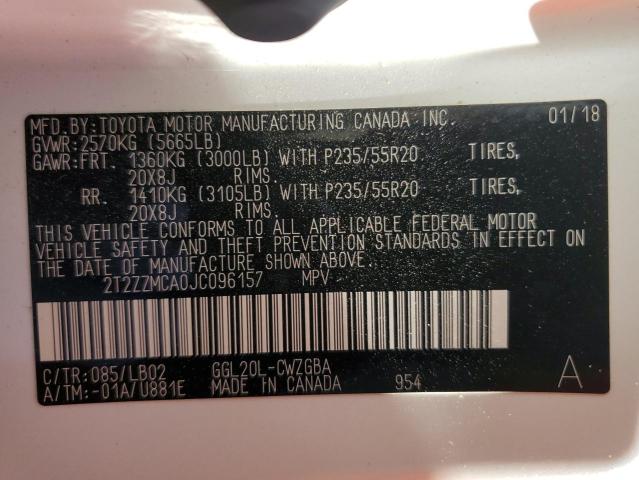 MFD.BY:TOYOTA MOTOR MANUFACTURING CANADA INC. 01/18
GVWR:2570KG (5665LB)
GAWR:FRT. 1360KG (3000LB) WITH P235/55R20 TIRES,
20X8J RIMS.
RR. 1410KG (3105LB) WITH P235/55R20 TIRES,
20X8J RIMS.
THIS VEHICLE CONFORMS TO ALL APPLICABLE FEDERAL MOTOR
VEHICLE SAFETY AND THEFT PREVENTION STANDARDS IN EFFECT ON
THE DATE OF MANUFACTURE SHOWN ABOVE.
2T2ZZMCA0JC096157 MPV
C/TR:085/LB02 GGL20L-CWZGBA
A/TM:-01A/U881E MADE IN CANADA 954 A